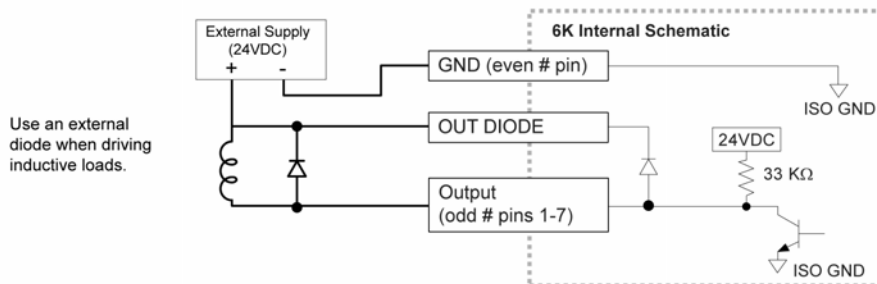 6K Internal Schematic
External Supply
(24VDC)
+ -
GND (even # pin)
ISO GND
Use an external
diode when driving
inductive loads.
OUT DIODE
24VDC
33 KΩ
Output
(odd # pins 1-7)
ISO GND